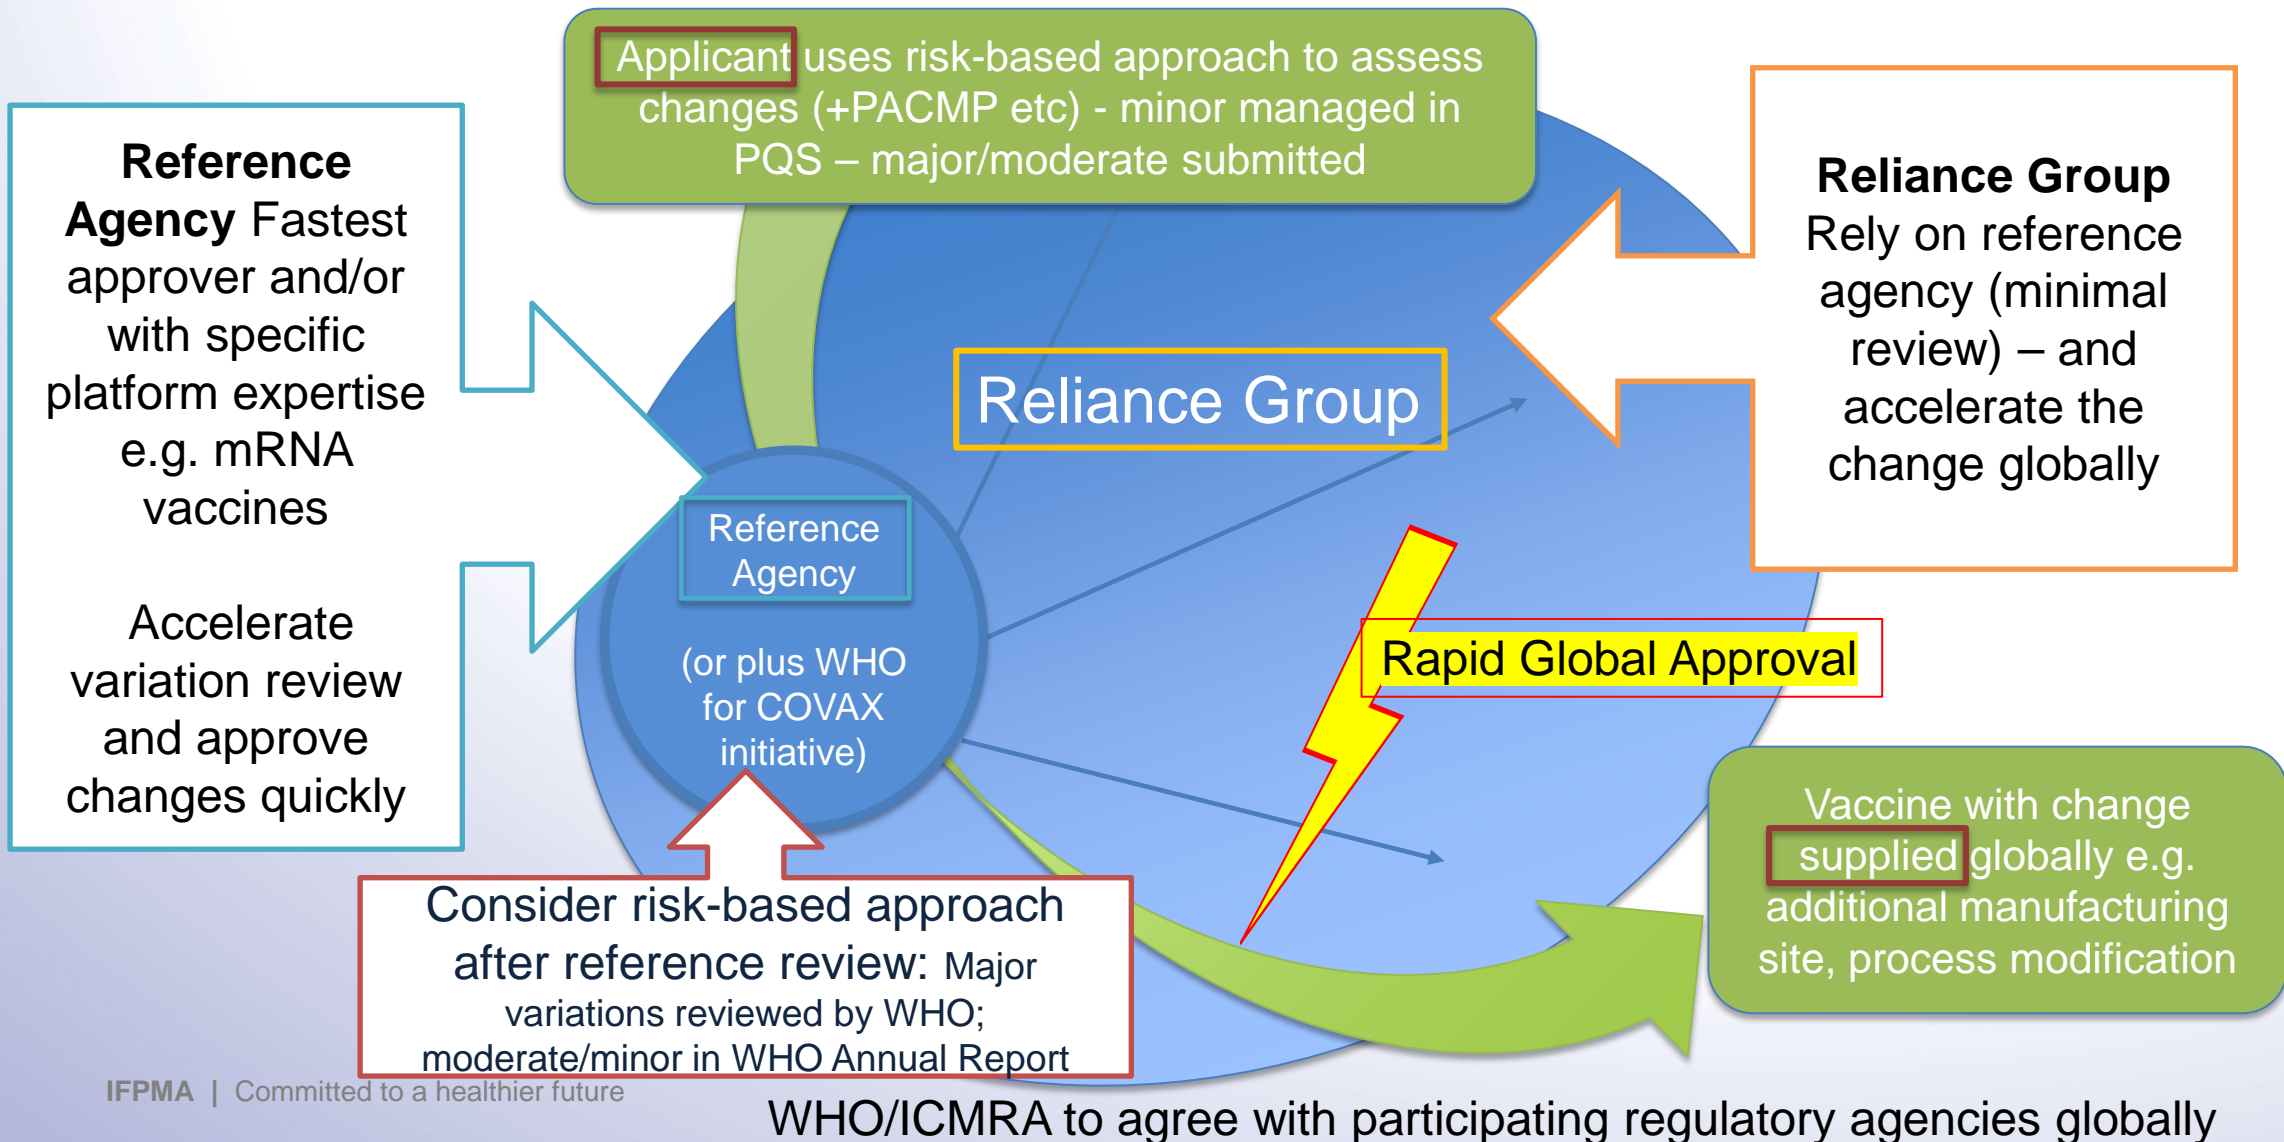 Applicant uses risk-based approach to assess
changes (+PACMP etc) - minor managed in
PQS – major/moderate submitted
Reference
Agency Fastest
approver and/or
with specific
platform expertise
e.g. mRNA
vaccines
Accelerate
variation review
and approve
changes quickly
Reliance Group
Rely on reference
agency (minimal
review) – and
accelerate the
change globally
Reliance Group
Reference
Agency
(or plus WHO
for COVAX
initiative)
Rapid Global Approval
Vaccine with change
supplied globally e.g.
additional manufacturing
site, process modification
Consider risk-based approach
after reference review: Major
variations reviewed by WHO;
moderate/minor in WHO Annual Report
IFPMA | Committed to a healthier future
WHO/ICMRA to agree with participating regulatory agencies globally